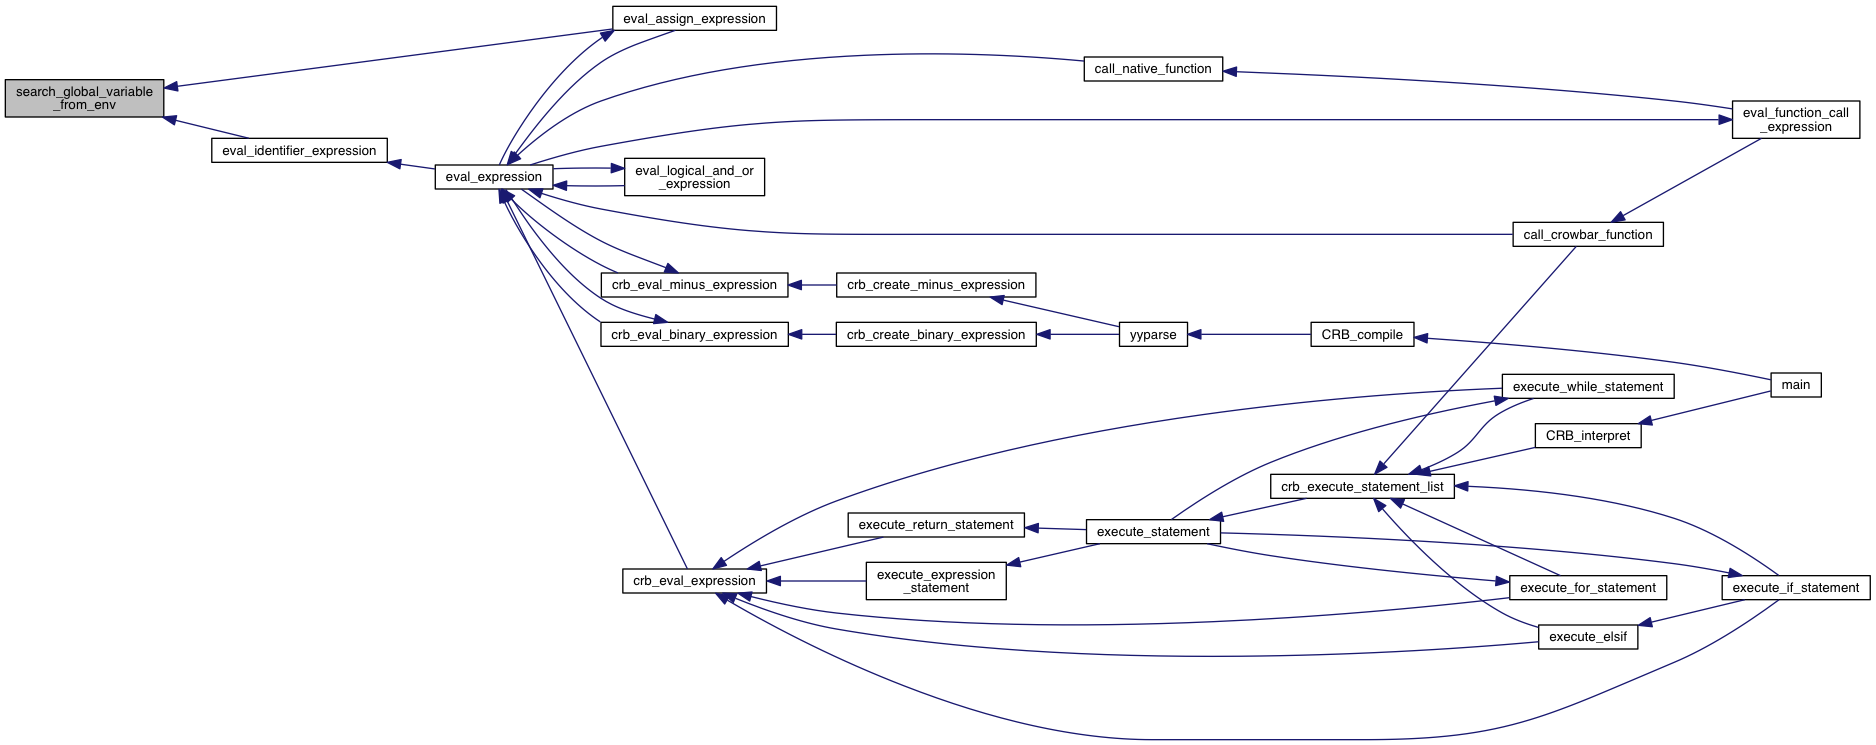 eval_assign_expression
call_native_function
search_global_variable
_from_env
eval_function_call
_expression
eval_identifier_expression
eval_expression
eval_logical_and_or
_expression
call_crowbar_function
crb_eval_minus_expression
crb_create_minus_expression
crb_eval_binary_expression
crb_create_binary_expression
yyparse
CRB_compile
execute_while_statement
main
CRB_interpret
crb_execute_statement_list
execute_return_statement
execute_statement
crb_eval_expression
execute_expression
_statement
execute_for_statement
execute_if_statement
execute_elsif